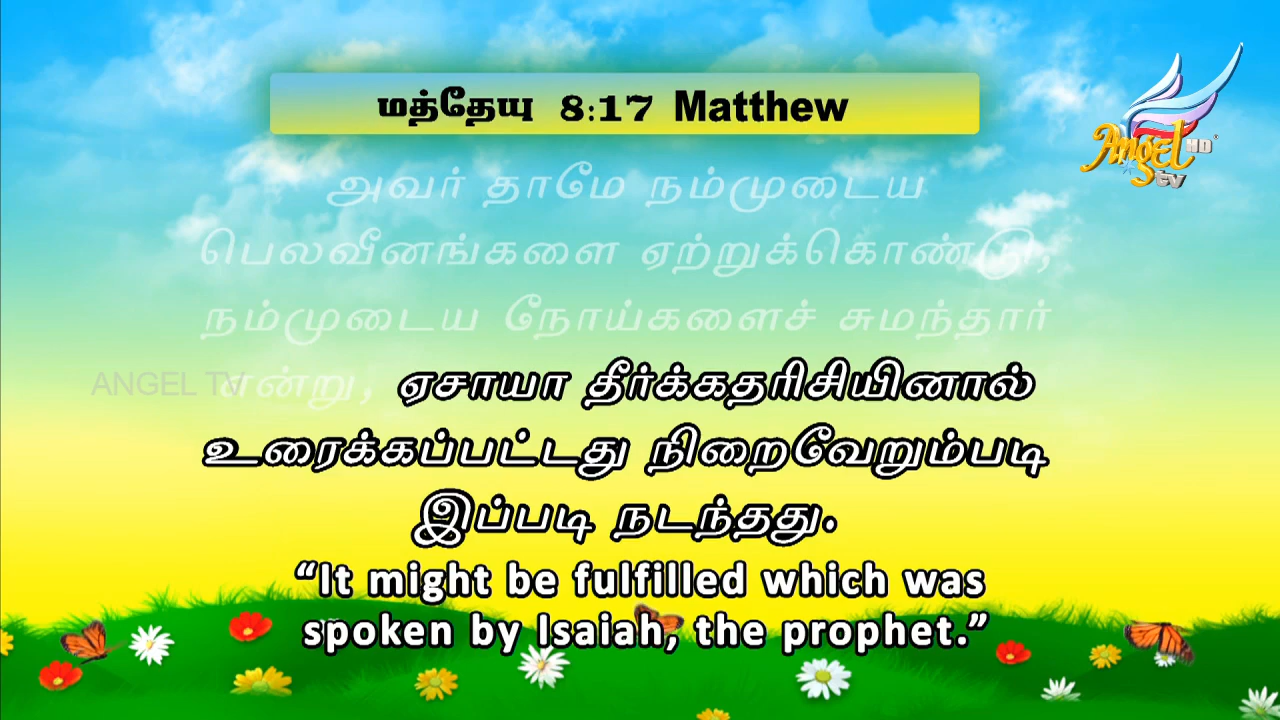 மத்தேயு 8:17 Matthew
Angel HD
tv
அவர் தாமே நம்முடைய
பெலவீனங்களை ஏற்றுக்கொண்டு,
நம்முடைய நோய்களைச் சுமந்தார்
ANGEL TV
என்று, ஏசாயா தீர்க்கதரிசியினால்
உரைக்கப்பட்டது நிறைவேறும்படி
இப்படி நடந்தது.
“It might be fulfilled which was
spoken by Isaiah, the prophet.”